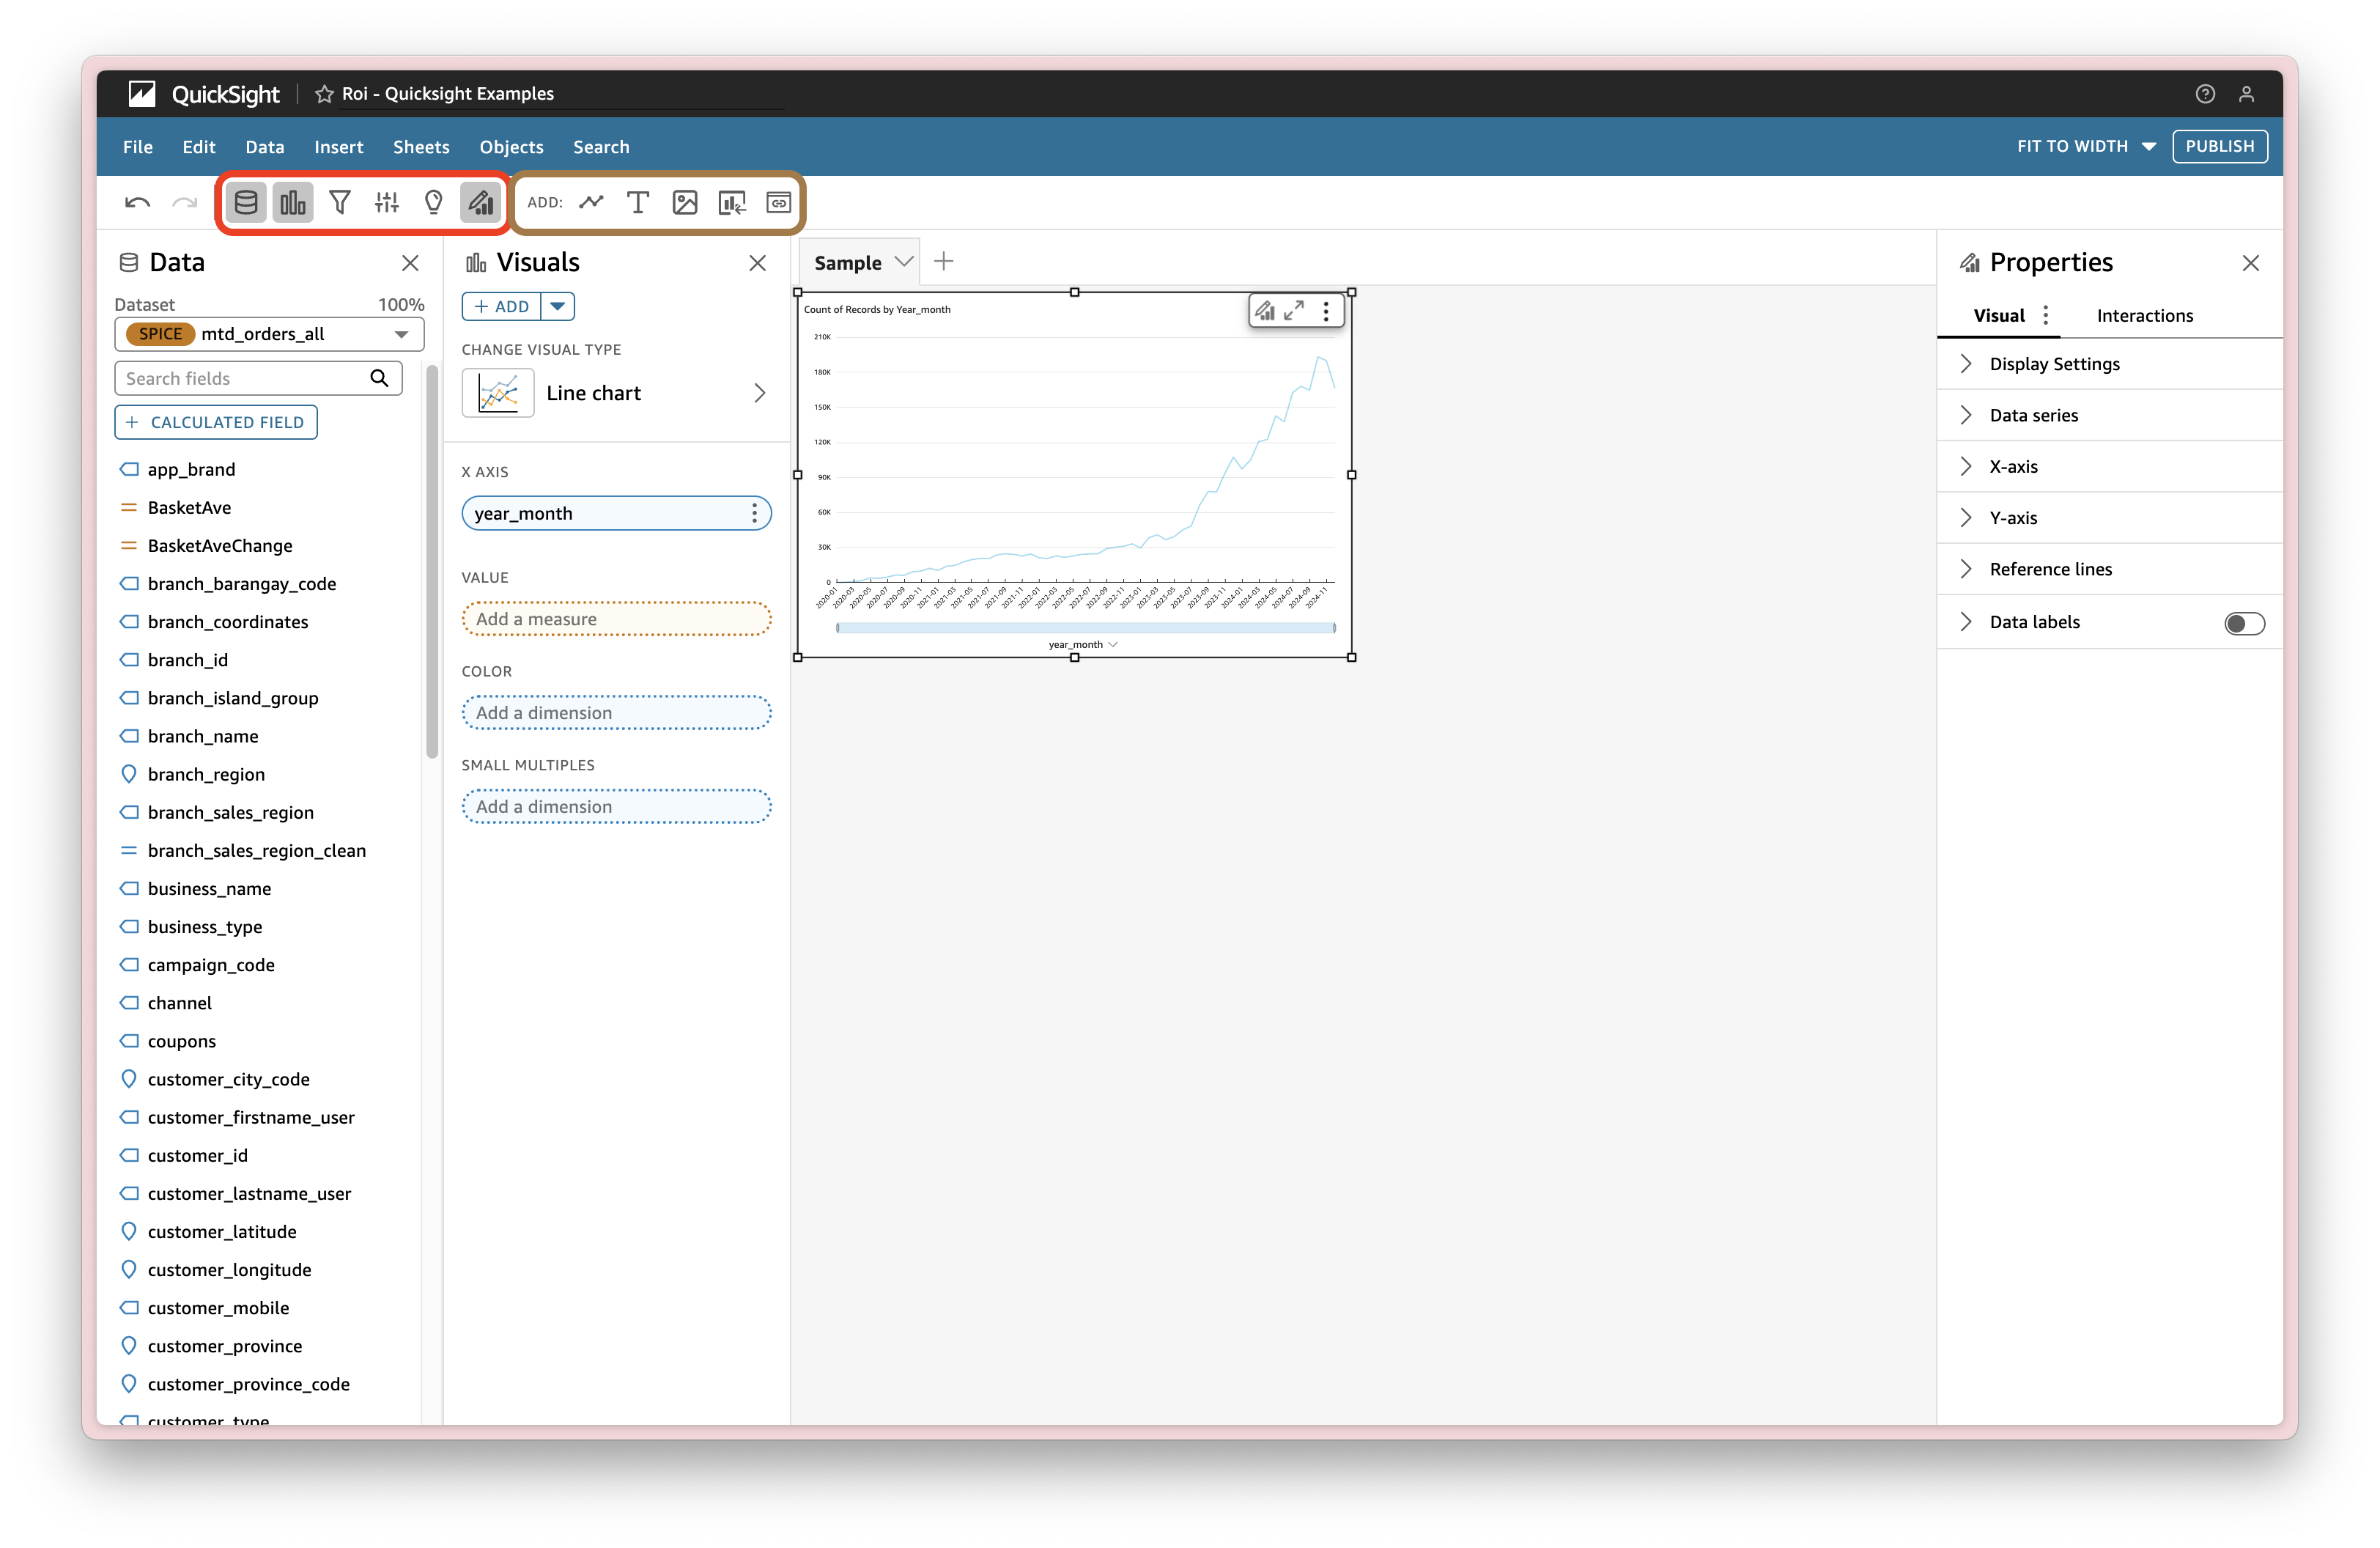 QuickSight
Roi - Quicksight Examples
File Edit Data Insert Sheets Objects Search
FIT TO WIDTH
PUBLISH
ADD:
Data
Dataset 100%
SPICE mtd_orders_all
Search fields
+ CALCULATED FIELD
app_brand
BasketAve
BasketAveChange
branch_barangay_code
branch_coordinates
branch_id
branch_island_group
branch_name
branch_region
branch_sales_region
branch_sales_region_clean
business_name
business_type
campaign_code
channel
coupons
customer_city_code
customer_firstname_user
customer_id
customer_lastname_user
customer_latitude
customer_longitude
customer_mobile
customer_province
customer_province_code
customer_type
Visuals
+ ADD
CHANGE VISUAL TYPE
Line chart
X AXIS
year_month
VALUE
Add a measure
COLOR
Add a dimension
SMALL MULTIPLES
Add a dimension
Sample
Count of Records by Year_month
210K
180K
150K
120K
90K
60K
30K
0
2020-01 2020-03 2020-05 2020-07 2020-09 2020-11 2021-01 2021-03 2021-05 2021-07 2021-09 2021-11 2022-01 2022-03 2022-05 2022-07 2022-09 2022-11 2023-01 2023-03 2023-05 2023-07 2023-09 2023-11 2024-01 2024-03 2024-05 2024-07 2024-09 2024-11
year_month
Properties
Visual
Interactions
Display Settings
Data series
X-axis
Y-axis
Reference lines
Data labels